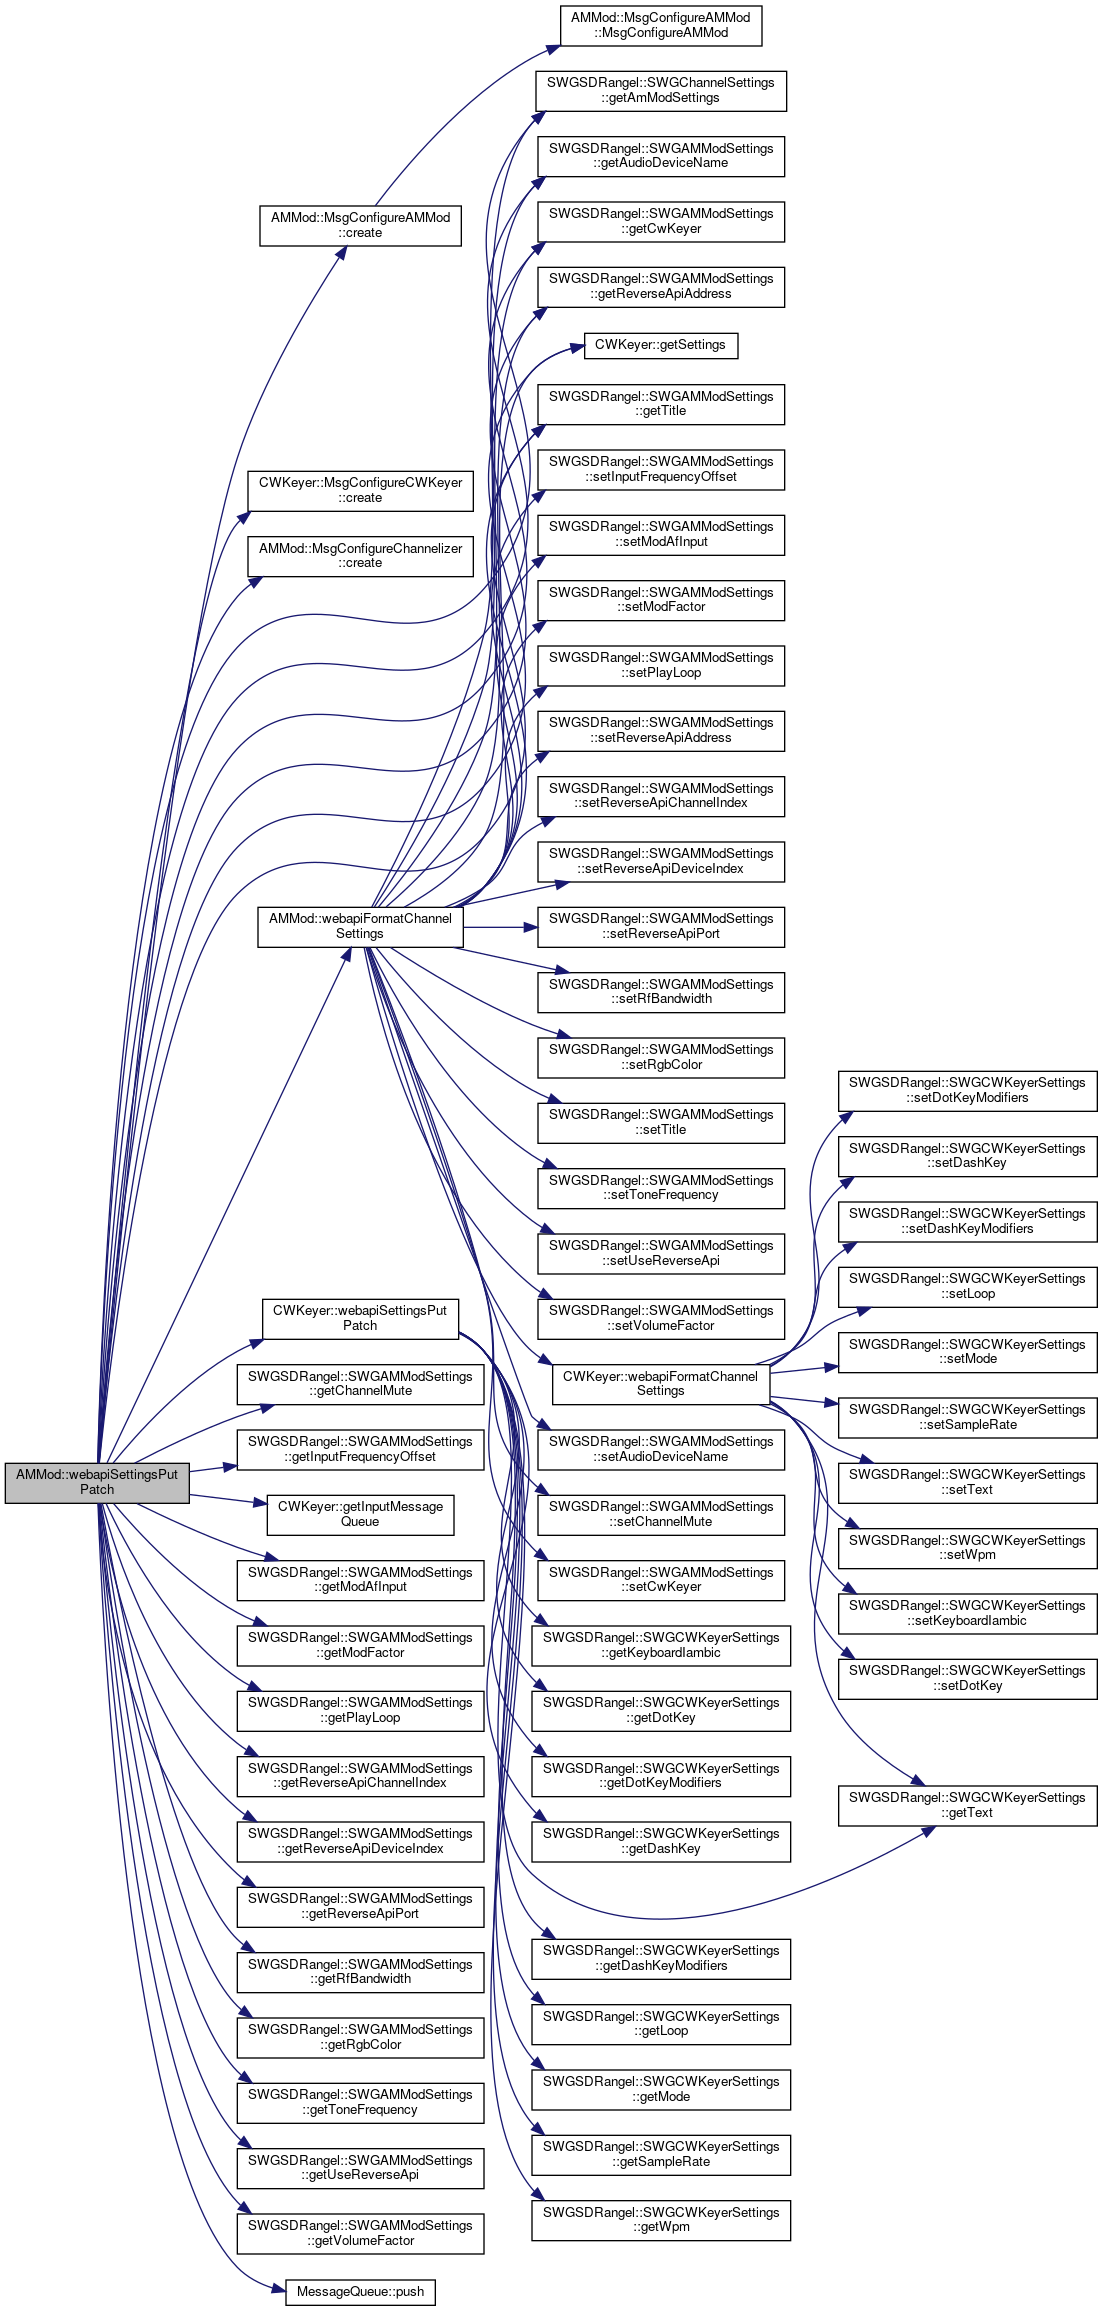 AMMod::webapiSettingsPut
Patch
AMMod::MsgConfigureAMMod
::create
CWKeyer::MsgConfigureCWKeyer
::create
AMMod::MsgConfigureChannelizer
::create
AMMod::webapiFormatChannel
Settings
CWKeyer::webapiSettingsPut
Patch
SWGSDRangel::SWGAMModSettings
::getChannelMute
SWGSDRangel::SWGAMModSettings
::getInputFrequencyOffset
CWKeyer::getInputMessage
Queue
SWGSDRangel::SWGAMModSettings
::getModAfInput
SWGSDRangel::SWGAMModSettings
::getModFactor
SWGSDRangel::SWGAMModSettings
::getPlayLoop
SWGSDRangel::SWGAMModSettings
::getReverseApiChannelIndex
SWGSDRangel::SWGAMModSettings
::getReverseApiDeviceIndex
SWGSDRangel::SWGAMModSettings
::getReverseApiPort
SWGSDRangel::SWGAMModSettings
::getRfBandwidth
SWGSDRangel::SWGAMModSettings
::getRgbColor
SWGSDRangel::SWGAMModSettings
::getToneFrequency
SWGSDRangel::SWGAMModSettings
::getUseReverseApi
SWGSDRangel::SWGAMModSettings
::getVolumeFactor
MessageQueue::push
AMMod::MsgConfigureAMMod
::MsgConfigureAMMod
SWGSDRangel::SWGChannelSettings
::getAmModSettings
SWGSDRangel::SWGAMModSettings
::getAudioDeviceName
SWGSDRangel::SWGAMModSettings
::getCwKeyer
SWGSDRangel::SWGAMModSettings
::getReverseApiAddress
CWKeyer::getSettings
SWGSDRangel::SWGAMModSettings
::getTitle
SWGSDRangel::SWGAMModSettings
::setInputFrequencyOffset
SWGSDRangel::SWGAMModSettings
::setModAfInput
SWGSDRangel::SWGAMModSettings
::setModFactor
SWGSDRangel::SWGAMModSettings
::setPlayLoop
SWGSDRangel::SWGAMModSettings
::setReverseApiAddress
SWGSDRangel::SWGAMModSettings
::setReverseApiChannelIndex
SWGSDRangel::SWGAMModSettings
::setReverseApiDeviceIndex
SWGSDRangel::SWGAMModSettings
::setReverseApiPort
SWGSDRangel::SWGAMModSettings
::setRfBandwidth
SWGSDRangel::SWGAMModSettings
::setRgbColor
SWGSDRangel::SWGAMModSettings
::setTitle
SWGSDRangel::SWGAMModSettings
::setToneFrequency
SWGSDRangel::SWGAMModSettings
::setUseReverseApi
SWGSDRangel::SWGAMModSettings
::setVolumeFactor
CWKeyer::webapiFormatChannel
Settings
SWGSDRangel::SWGAMModSettings
::setAudioDeviceName
SWGSDRangel::SWGAMModSettings
::setChannelMute
SWGSDRangel::SWGAMModSettings
::setCwKeyer
SWGSDRangel::SWGCWKeyerSettings
::getKeyboardIambic
SWGSDRangel::SWGCWKeyerSettings
::getDotKey
SWGSDRangel::SWGCWKeyerSettings
::getDotKeyModifiers
SWGSDRangel::SWGCWKeyerSettings
::getDashKey
SWGSDRangel::SWGCWKeyerSettings
::getDashKeyModifiers
SWGSDRangel::SWGCWKeyerSettings
::getLoop
SWGSDRangel::SWGCWKeyerSettings
::getMode
SWGSDRangel::SWGCWKeyerSettings
::getSampleRate
SWGSDRangel::SWGCWKeyerSettings
::getWpm
SWGSDRangel::SWGCWKeyerSettings
::setDotKeyModifiers
SWGSDRangel::SWGCWKeyerSettings
::setDashKey
SWGSDRangel::SWGCWKeyerSettings
::setDashKeyModifiers
SWGSDRangel::SWGCWKeyerSettings
::setLoop
SWGSDRangel::SWGCWKeyerSettings
::setMode
SWGSDRangel::SWGCWKeyerSettings
::setSampleRate
SWGSDRangel::SWGCWKeyerSettings
::setText
SWGSDRangel::SWGCWKeyerSettings
::setWpm
SWGSDRangel::SWGCWKeyerSettings
::setKeyboardIambic
SWGSDRangel::SWGCWKeyerSettings
::setDotKey
SWGSDRangel::SWGCWKeyerSettings
::getText